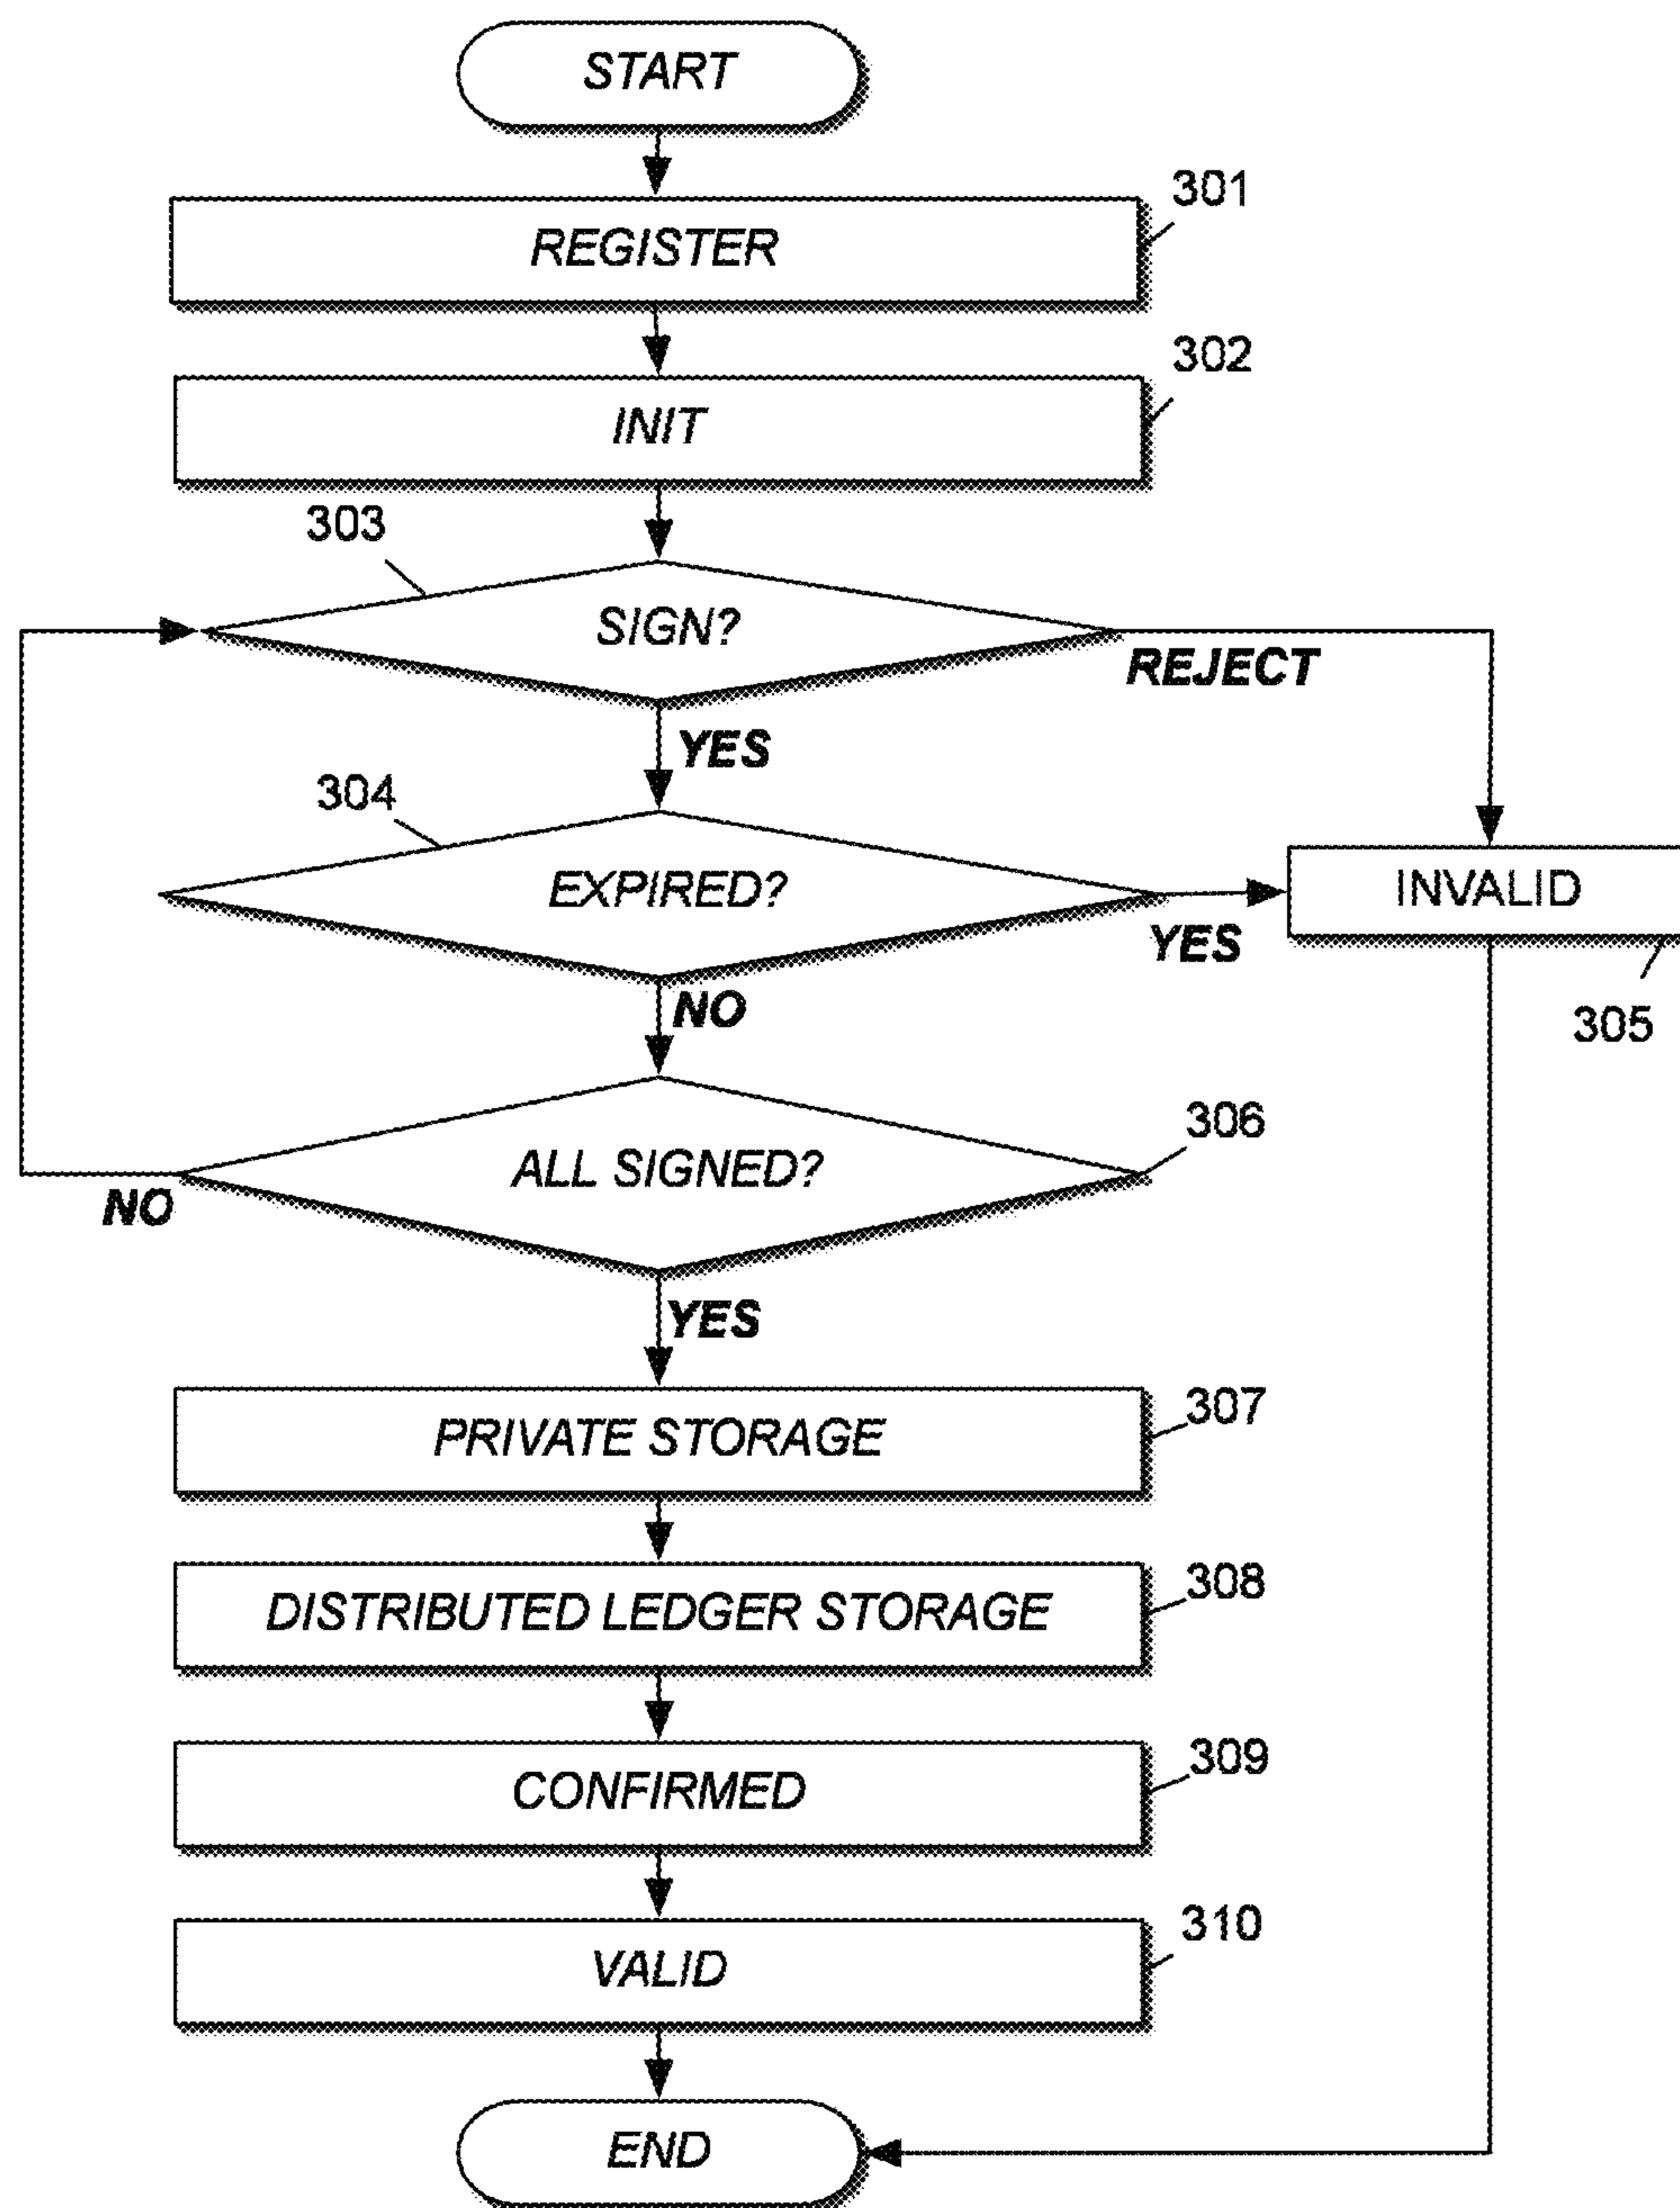 START
301
REGISTER
302
INIT
303
SIGN?
REJECT
YES
304
EXPIRED?
INVALID
YES
305
NO
306
ALL SIGNED?
NO
YES
307
PRIVATE STORAGE
308
DISTRIBUTED LEDGER STORAGE
309
CONFIRMED
310
VALID
END